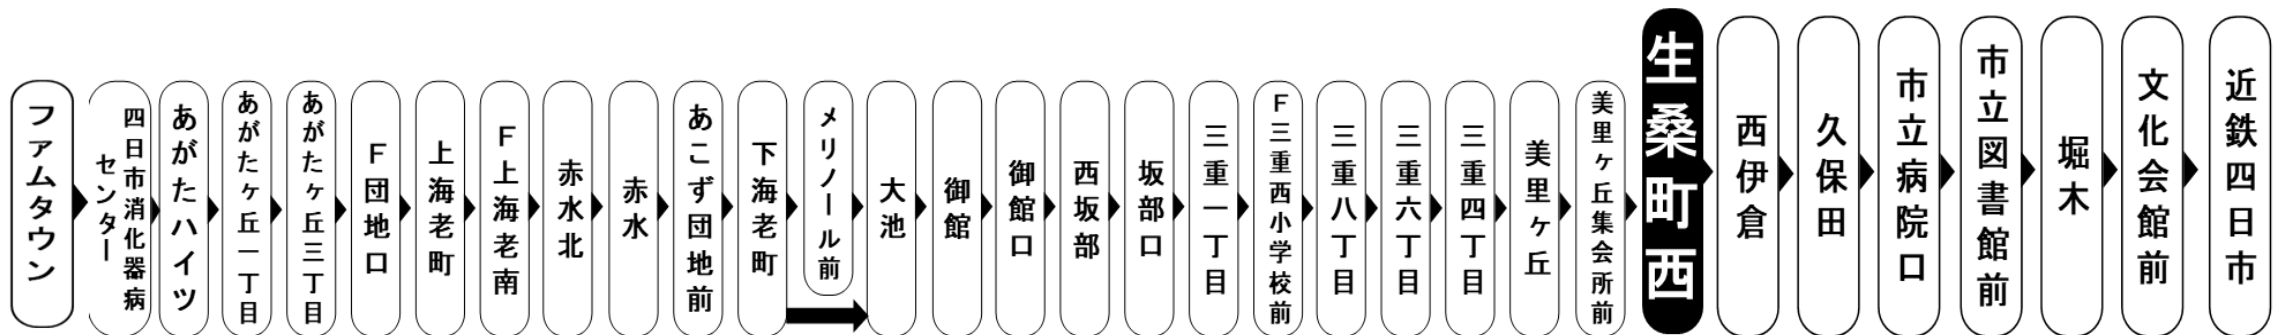 ファムタウン
四日市消化器病
センター
あがたハイツ
あがたヶ丘一丁目
あがたヶ丘三丁目
F団地口
上海老町
F上海老南
赤水北
赤水
あこず団地前
下海老町
メリノール前
大池
御館
御館口
西坂部
坂部口
三重一丁目
F三重西小学校前
三重八丁目
三重六丁目
三重四丁目
美里ヶ丘
美里ヶ丘集会所前
生桑町西
西伊倉
久保田
市立病院口
市立図書館前
堀木
文化会館前
近鉄四日市